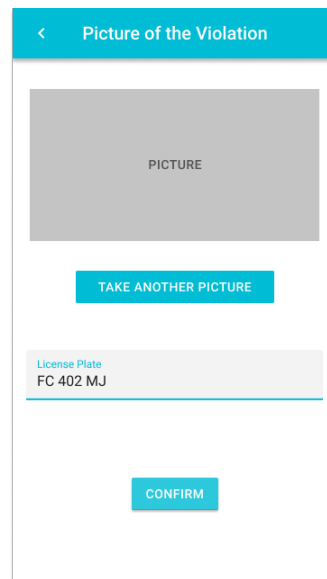 Picture of the Violation
PICTURE
TAKE ANOTHER PICTURE
License Plate
FC 402 MJ
CONFIRM